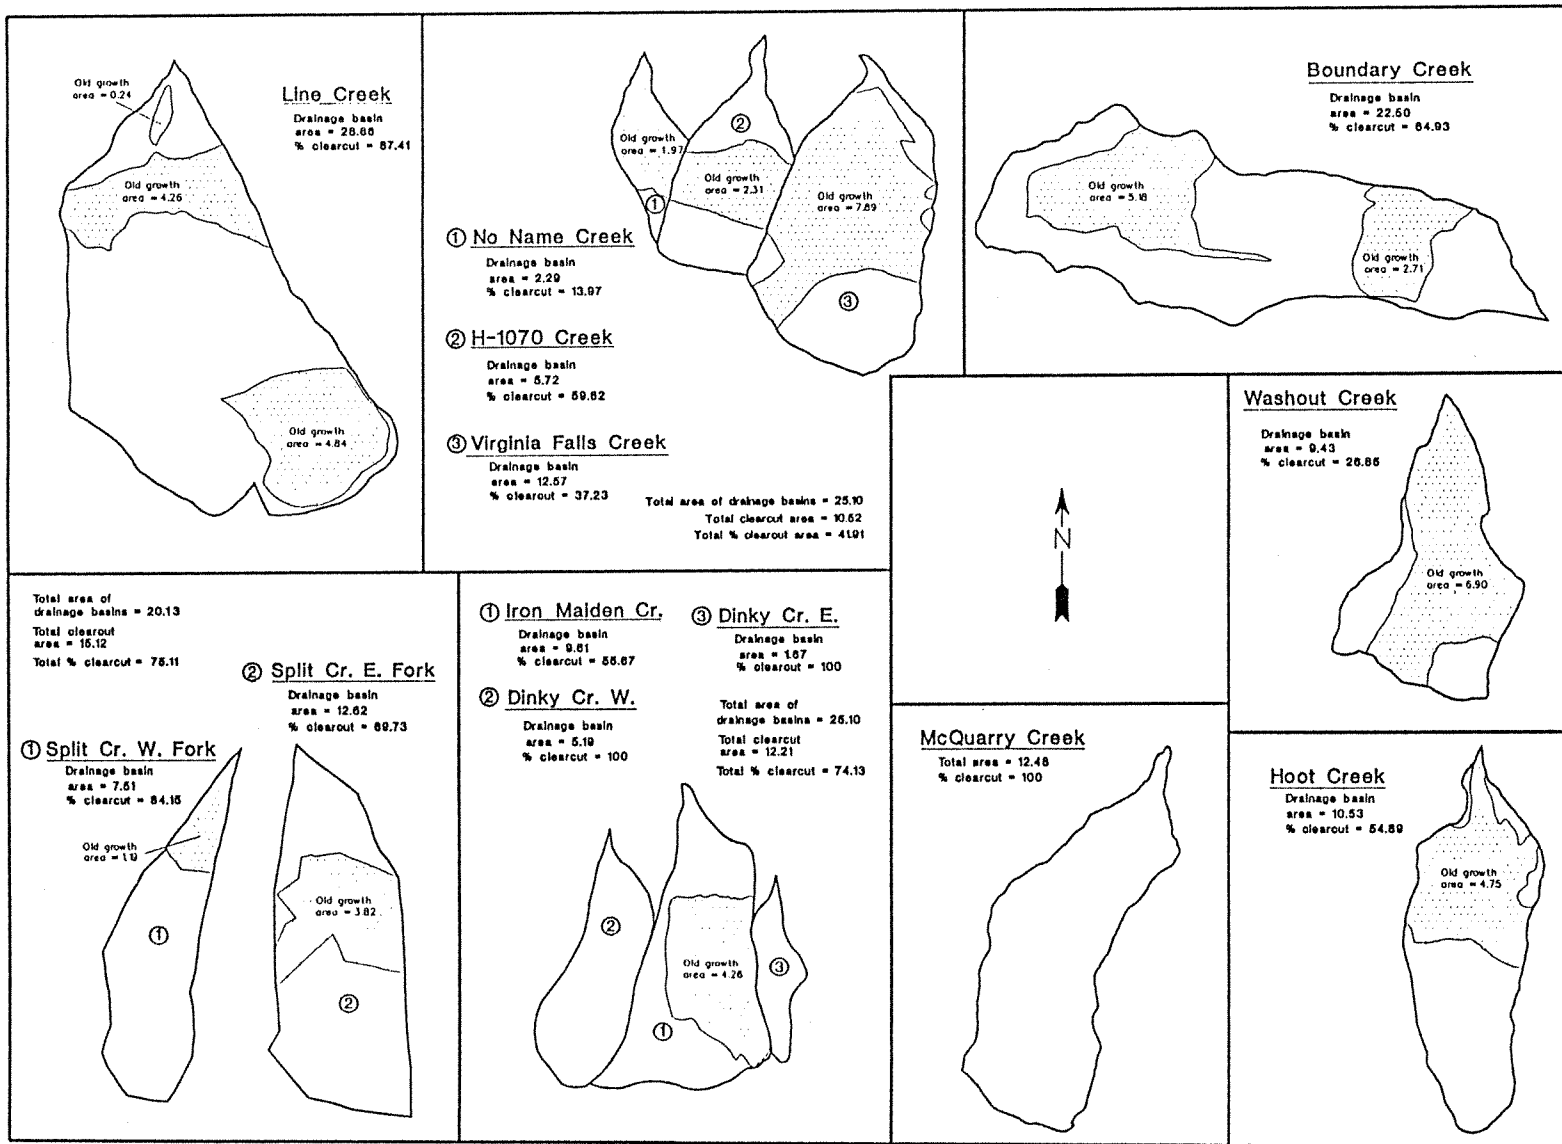 Old growth
area = 0.24
Line Creek
Drainage basin
area = 28.86
% clearcut = 67.41
Old growth
area = 4.26
Old growth
area = 4.84
Old growth
area = 1.97
②
Old growth
area = 2.31
Old growth
area = 7.89
①
③
① No Name Creek
Drainage basin
area = 2.29
% clearcut = 13.97
② H-1070 Creek
Drainage basin
area = 5.72
% clearcut = 59.62
③ Virginia Falls Creek
Drainage basin
area = 12.57
% clearcut = 37.23
Total area of drainage basins = 25.10
Total clearcut area = 10.52
Total % clearcut area = 41.91
Boundary Creek
Drainage basin
area = 22.50
% clearcut = 64.93
Old growth
area = 5.18
Old growth
area = 2.71
N
Washout Creek
Drainage basin
area = 9.43
% clearcut = 26.85
Old growth
area = 6.90
Total area of
drainage basins = 20.13
Total clearcut
area = 15.12
Total % clearcut = 75.11
② Split Cr. E. Fork
Drainage basin
area = 12.62
% clearcut = 69.73
① Split Cr. W. Fork
Drainage basin
area = 7.51
% clearcut = 84.15
Old growth
area = 1.19
①
Old growth
area = 3.82
②
① Iron Maiden Cr.
Drainage basin
area = 9.61
% clearcut = 55.67
③ Dinky Cr. E.
Drainage basin
area = 1.67
% clearcut = 100
② Dinky Cr. W.
Drainage basin
area = 5.19
% clearcut = 100
Total area of
drainage basins = 25.10
Total clearcut
area = 12.21
Total % clearcut = 74.13
②
Old growth
area = 4.26
③
①
McQuarry Creek
Total area = 12.48
% clearcut = 100
Hoot Creek
Drainage basin
area = 10.53
% clearcut = 54.89
Old growth
area = 4.75